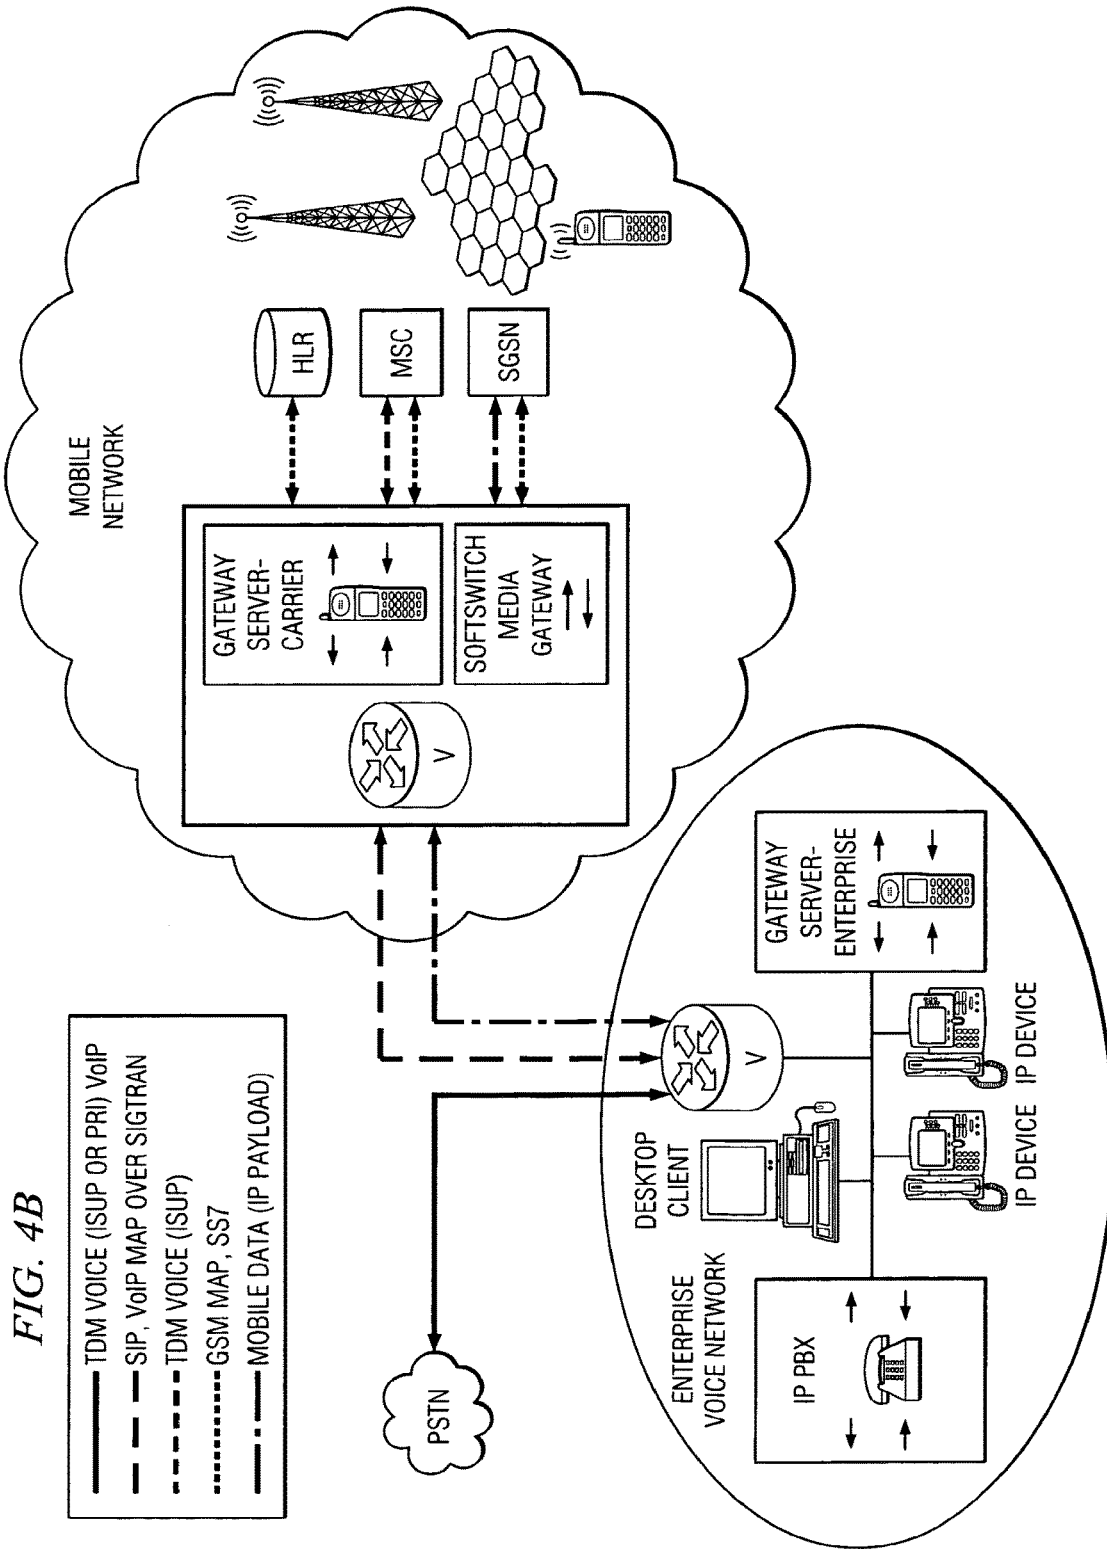 FIG. 4B
TDM VOICE (ISUP OR PRI) VoIP
SIP, VoIP MAP OVER SIGTRAN
TDM VOICE (ISUP)
GSM MAP, SS7
MOBILE DATA (IP PAYLOAD)
MOBILE
NETWORK
GATEWAY
SERVER-
CARRIER
SOFTSWITCH
MEDIA
GATEWAY
V
HLR
MSC
SGSN
PSTN
ENTERPRISE
VOICE NETWORK
DESKTOP
CLIENT
V
GATEWAY
SERVER-
ENTERPRISE
IP PBX
IP DEVICE
IP DEVICE